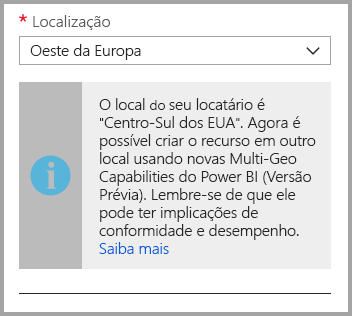 * Localização
Oeste da Europa
O local do seu locatário é
"Centro-Sul dos EUA". Agora é
possível criar o recurso em outro
local usando novas Multi-Geo
Capabilities do Power BI (Versão
Prévia). Lembre-se de que ele
pode ter implicações de
conformidade e desempenho.
Saiba mais